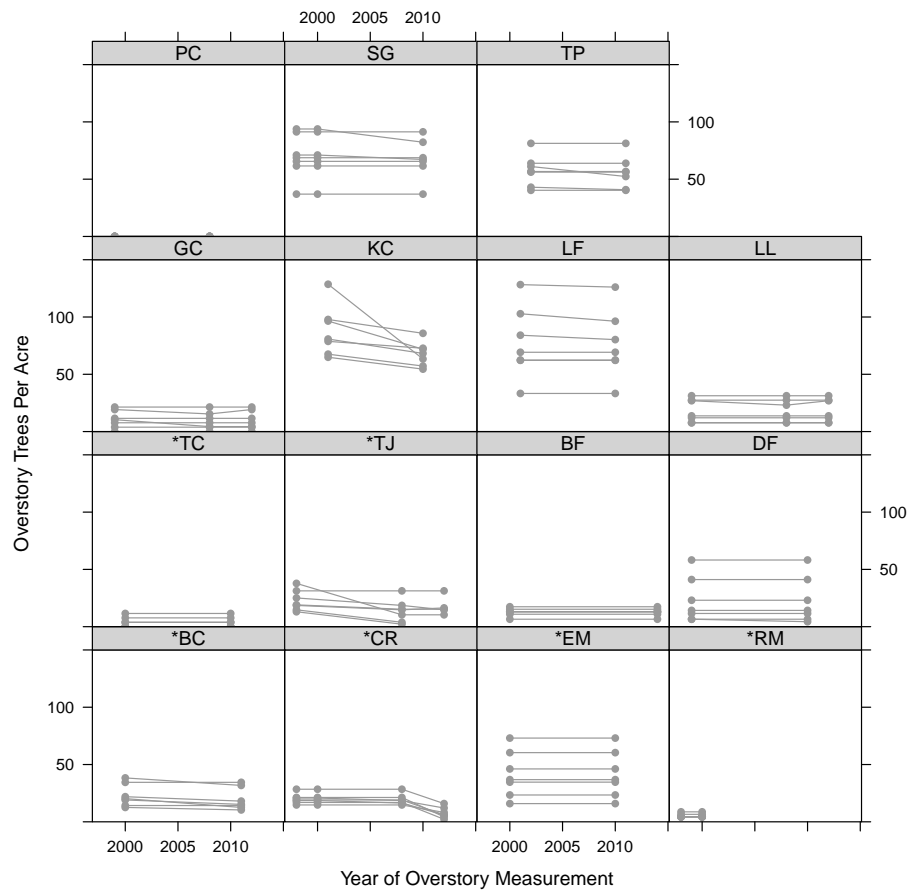 2000 2005 2010
PC SG TP
100
50
GC KC LF LL
100
50
*TC *TJ BF DF
100
50
*BC *CR *EM *RM
100
50
2000 2005 2010 2000 2005 2010
Overstory Trees Per Acre
Year of Overstory Measurement